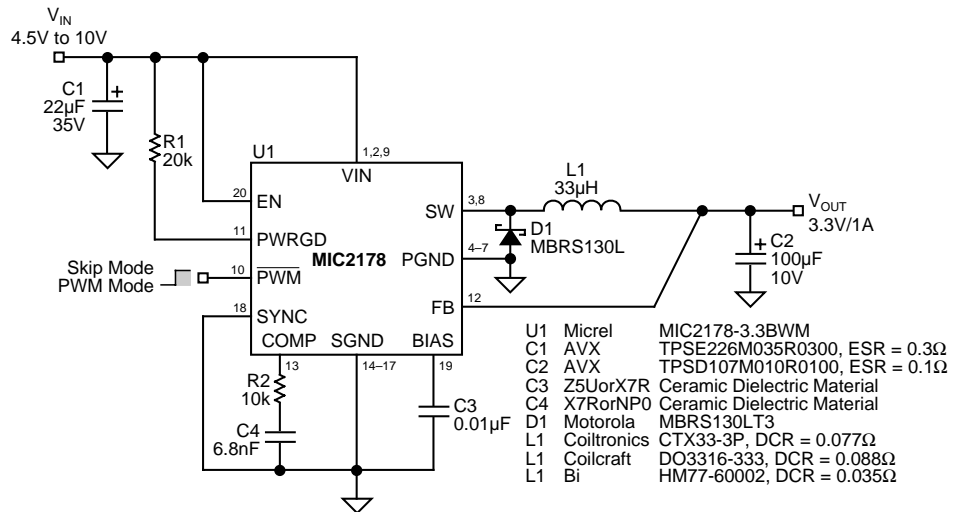 VIN
4.5V to 10V
C1
22µF
35V
+
R1
20k
U1
1,2,9
VIN
20
EN
11
PWRGD
Skip Mode
PWM Mode
10
PWM
18
SYNC
COMP
SGND
BIAS
MIC2178
SW
3,8
PGND
4–7
FB
12
L1
33µH
D1
MBRS130L
VOUT
3.3V/1A
+
C2
100µF
10V
13
14–17
19
R2
10k
C4
6.8nF
C3
0.01µF
U1 Micrel MIC2178-3.3BWM
C1 AVX TPSE226M035R0300, ESR = 0.3Ω
C2 AVX TPSD107M010R0100, ESR = 0.1Ω
C3 Z5UorX7R Ceramic Dielectric Material
C4 X7RorNP0 Ceramic Dielectric Material
D1 Motorola MBRS130LT3
L1 Coiltronics CTX33-3P, DCR = 0.077Ω
L1 Coilcraft DO3316-333, DCR = 0.088Ω
L1 Bi HM77-60002, DCR = 0.035Ω